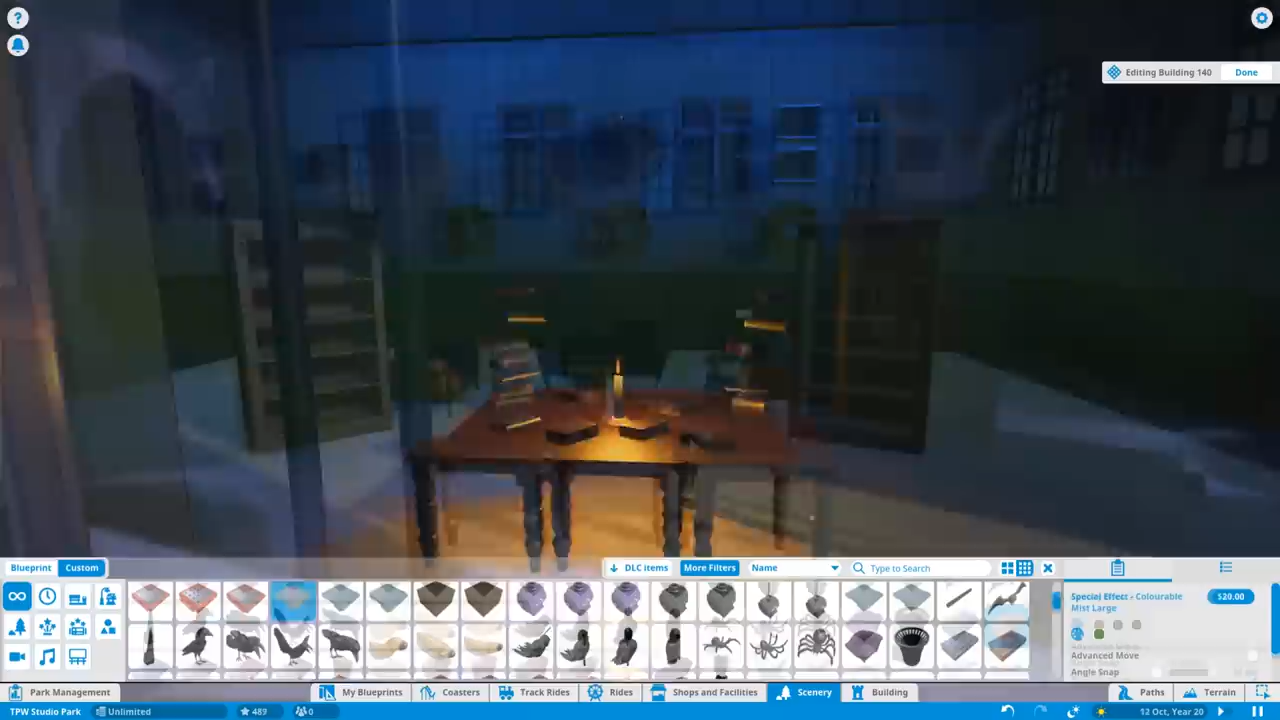 ?
Editing Building 140 Done
Blueprint Custom DLC items More Filters Name Type to Search
Special Effect - Colourable Mist Large $20.00
Advanced Move
Angle Snap
Park Management My Blueprints Coasters Track Rides Rides Shops and Facilities Scenery Building Paths Terrain
TPW Studio Park Unlimited 489 0 12 Oct, Year 20